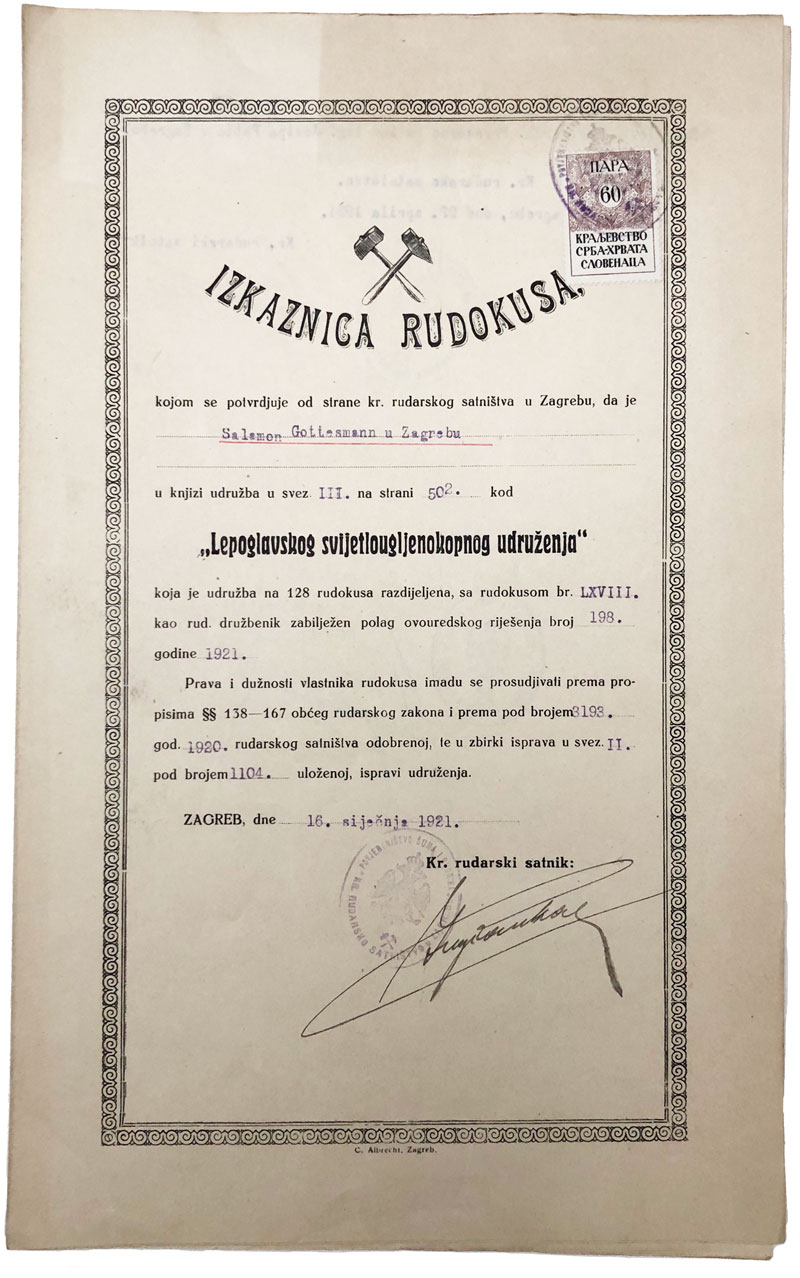 ПАРА
60
КРАЉЕВСТВО
СРБА-ХРВАТА
СЛОВЕНАЦА
IZKAZNICA RUDOKUSA,
kojom se potvrdjuje od strane kr. rudarskog satništva u Zagrebu, da je
Salamon Gottesmann u Zagrebu
u knjizi udružba u svez. III. na strani 502. kod
„Lepoglavskog svijetlougljenokopnog udruženja“
koja je udružba na 128 rudokusa razdijeljena, sa rudokusom br. LXVIII.
kao rud. družbenik zabilježen polag ovouredskog riješenja broj 198.
godine 1921.
Prava i dužnosti vlastnika rudokusa imadu se prosudjivati prema pro-
pisima §§ 138—167 obćeg rudarskog zakona i prema pod brojem 3193.
god. 1920. rudarskog satništva odobrenoj, te u zbirki isprava u svez. II.
pod brojem 1104. uloženoj, ispravi udruženja.
ZAGREB, dne 16. siječnja 1921.
Kr. rudarski satnik:
C. Albrecht, Zagreb.